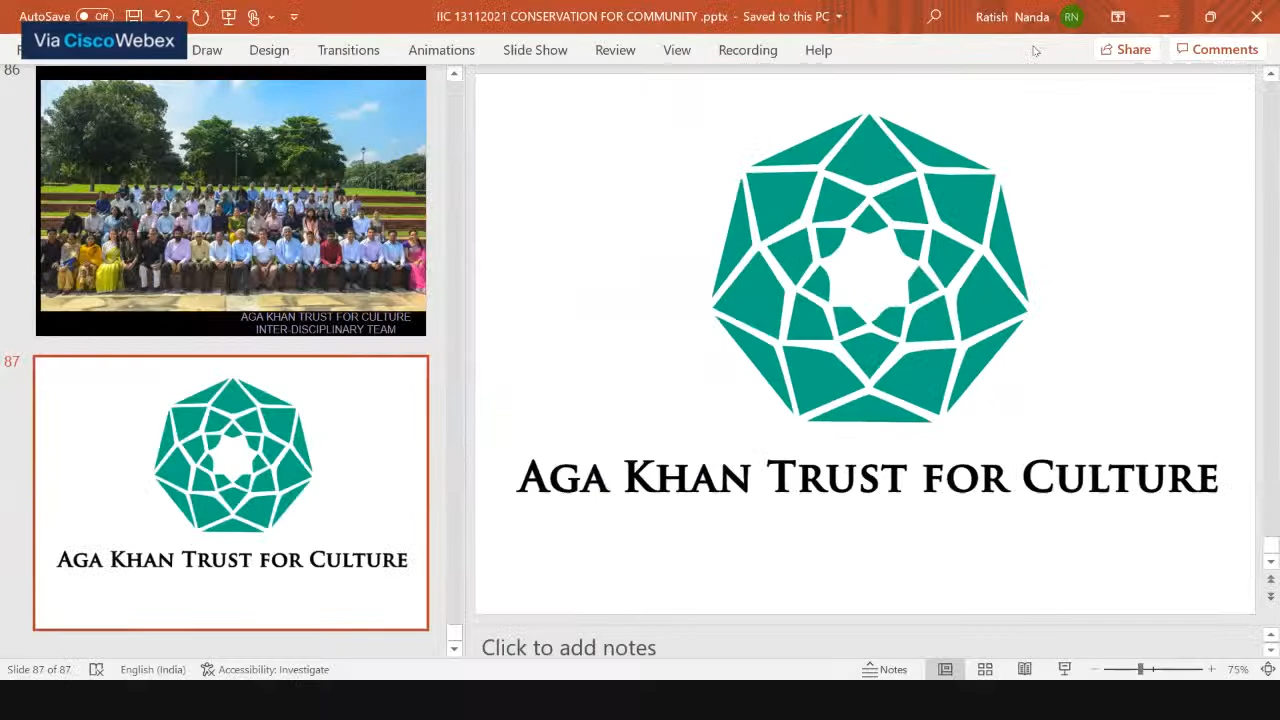 AutoSave Off IIC 13112021 CONSERVATION FOR COMMUNITY .pptx - Saved to this PC Ratish Nanda RN
Via CiscoWebex
Draw Design Transitions Animations Slide Show Review View Recording Help Share Comments
86
AGA KHAN TRUST FOR CULTURE
INTER-DISCIPLINARY TEAM
87
AGA KHAN TRUST FOR CULTURE
AGA KHAN TRUST FOR CULTURE
Click to add notes
Slide 87 of 87 English (India) Accessibility: Investigate Notes 75%